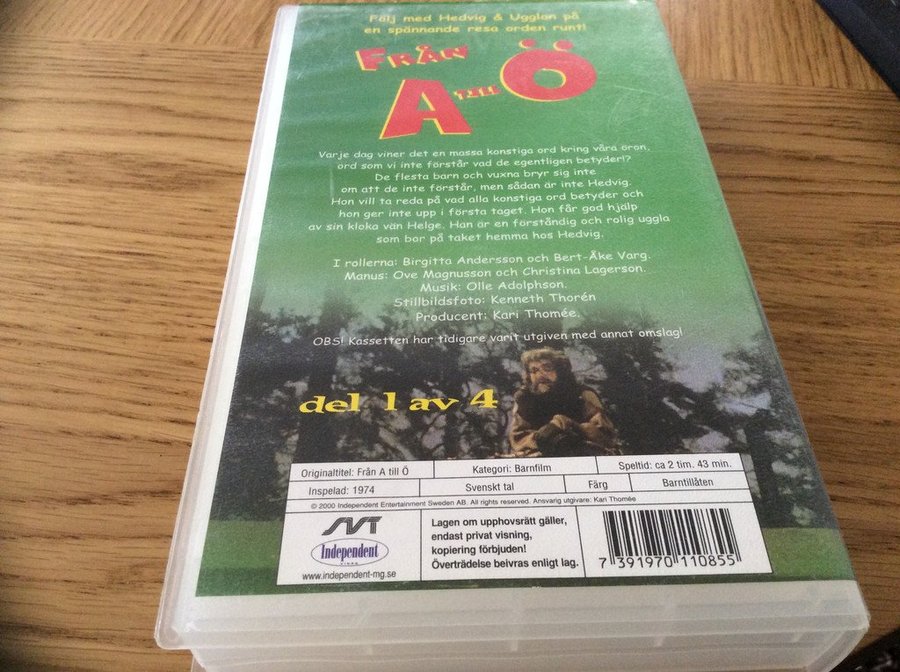 Följ med Hedvig & Ugglan på
en spännande resa orden runt!
FRÅN
A TILL Ö
Varje dag viner det en massa konstiga ord kring våra öron,
ord som vi inte förstår vad de egentligen betyder!?
De flesta barn och vuxna bryr sig inte
om att de inte förstår, men sådan är inte Hedvig.
Hon vill ta reda på vad alla konstiga ord betyder och
hon ger inte upp i första taget. Hon får god hjälp
av sin kloka vän Helge. Han är en förståndig och rolig uggla
som bor på taket hemma hos Hedvig.
I rollerna: Birgitta Andersson och Bert-Åke Varg.
Manus: Ove Magnusson och Christina Lagerson.
Musik: Olle Adolphson.
Stillbildsfoto: Kenneth Thorén
Producent: Kari Thomée.
OBS! Kassetten har tidigare varit utgiven med annat omslag!
del 1 av 4
Originaltitel: Från A till Ö
Kategori: Barnfilm
Speltid: ca 2 tim. 43 min.
Inspelad: 1974
Svenskt tal
Färg
Barntillåten
© 2000 Independent Entertainment Sweden AB. All rights reserved. Ansvarig utgivare: Kari Thomée
SVT
Independent
VIDEO
www.independent-mg.se
Lagen om upphovsrätt gäller,
endast privat visning,
kopiering förbjuden!
Överträdelse beivras enligt lag.
7 391970 110855